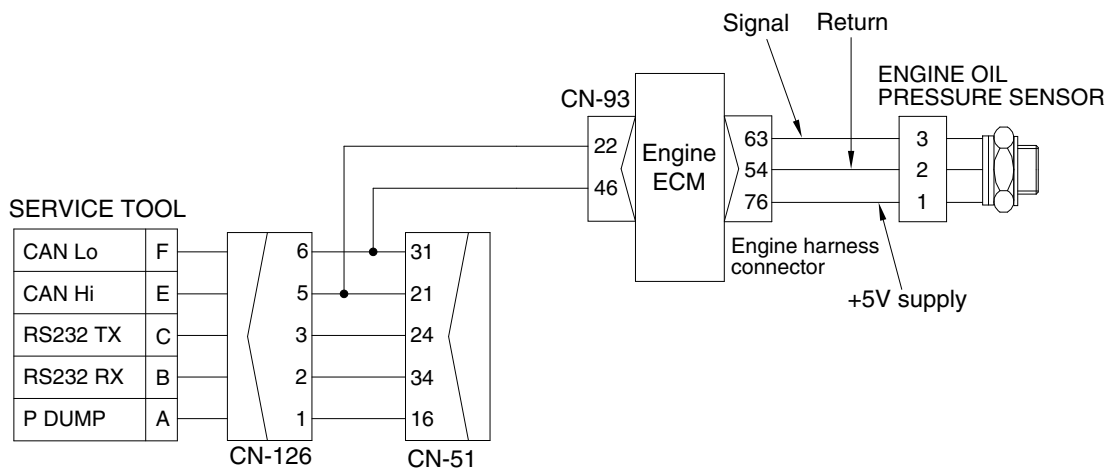 Signal
Return
ENGINE OIL
PRESSURE SENSOR
CN-93
22
46
Engine
ECM
63
54
76
3
2
1
Engine harness
connector
+5V supply
SERVICE TOOL
CAN Lo F
CAN Hi E
RS232 TX C
RS232 RX B
P DUMP A
6
5
3
2
1
CN-126
31
21
24
34
16
CN-51